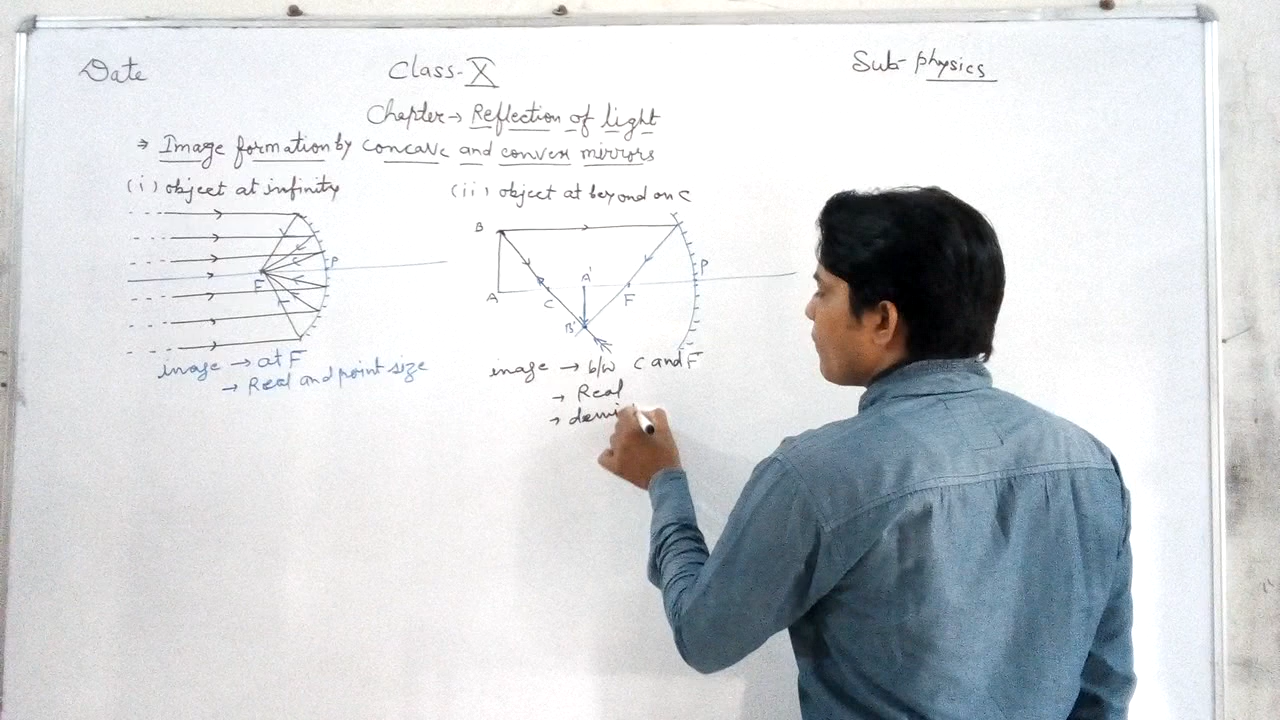 Date
Class-X
Sub- physics
Chapter→ Reflection of light
→ Image formation by concave and convex mirrors
(i) object at infinity
(ii) object at beyond on C
F
P
B
A
C
A'
B'
F
P
image → at F
→ Real and point size
image → b/w C and F
→ Real
→ demi